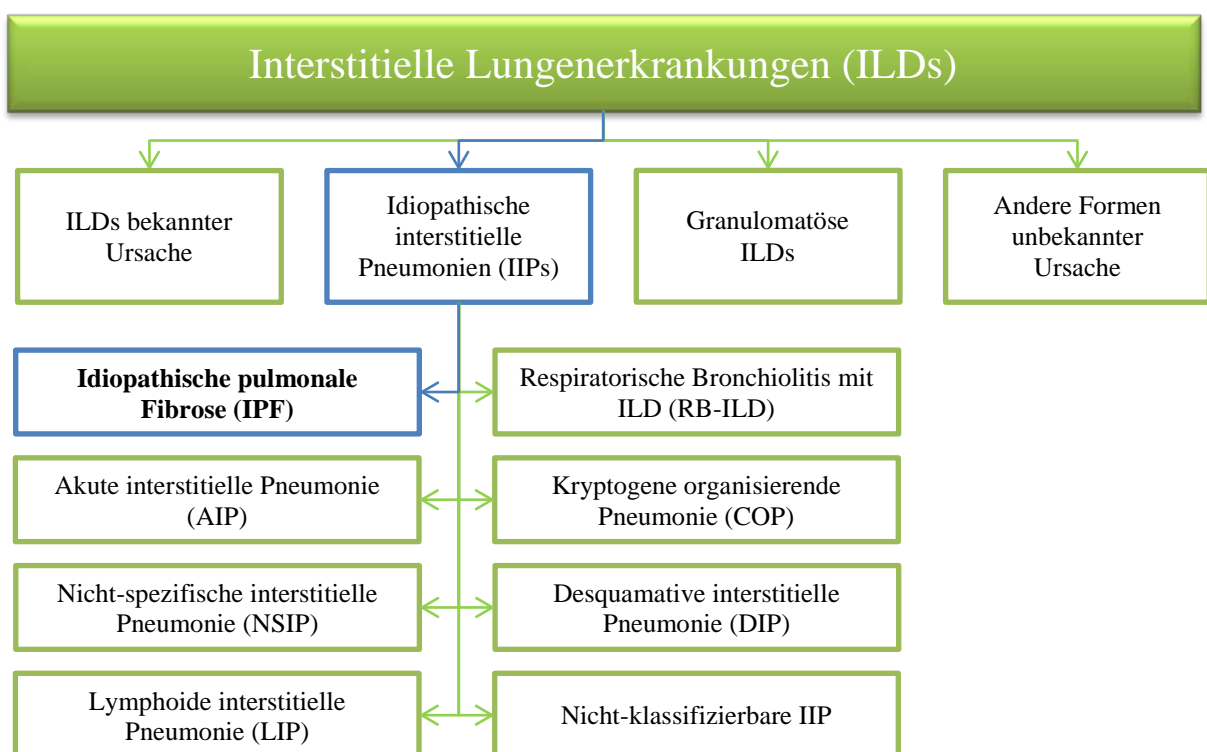 Interstitielle Lungenerkrankungen (ILDs)
ILDs bekannter
Ursache
Idiopathische
interstitielle
Pneumonien (IIPs)
Granulomatöse
ILDs
Andere Formen
unbekannter
Ursache
Idiopathische pulmonale
Fibrose (IPF)
Respiratorische Bronchiolitis mit
ILD (RB-ILD)
Akute interstitielle Pneumonie
(AIP)
Kryptogene organisierende
Pneumonie (COP)
Nicht-spezifische interstitielle
Pneumonie (NSIP)
Desquamative interstitielle
Pneumonie (DIP)
Lymphoide interstitielle
Pneumonie (LIP)
Nicht-klassifizierbare IIP